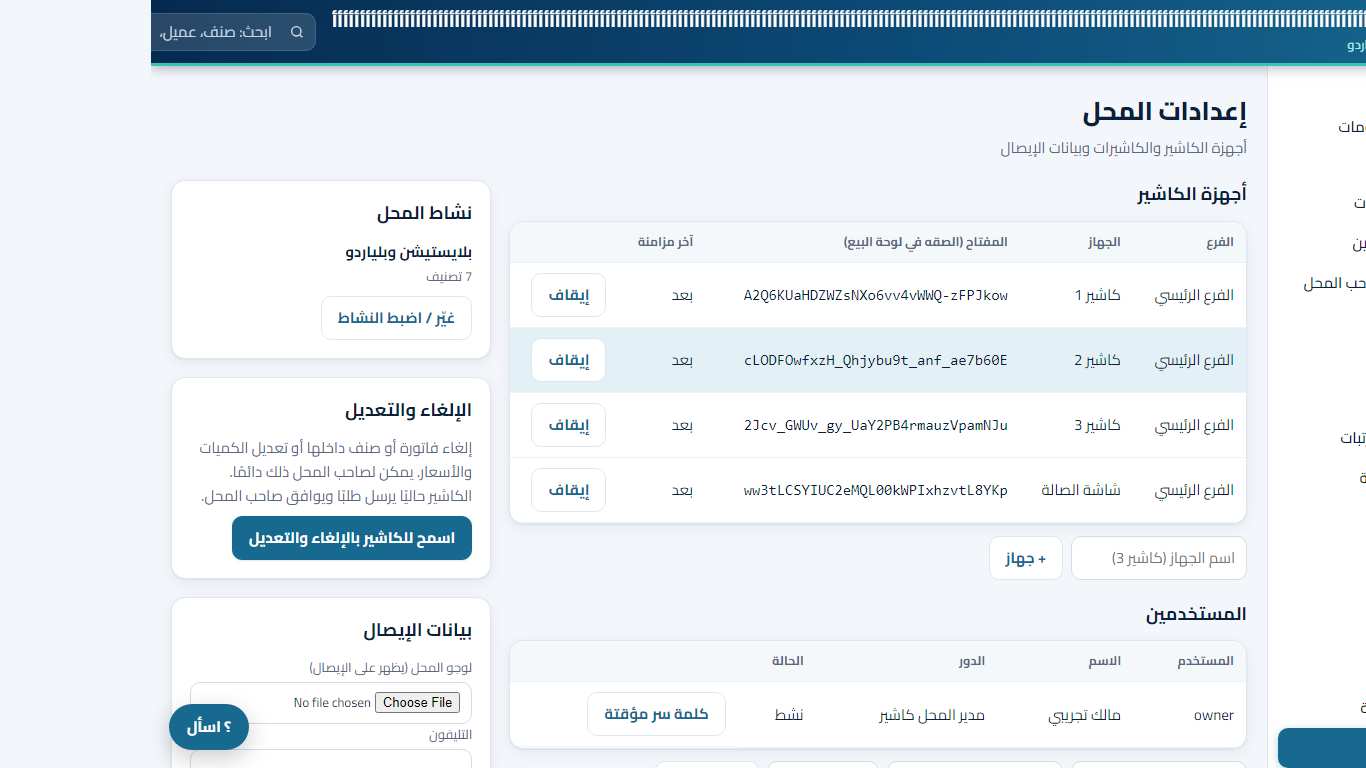 ابحث: صنف، عميل،
إعدادات المحل
أجهزة الكاشير والكاشيرات وبيانات الإيصال
أجهزة الكاشير
الفرع الجهاز المفتاح (الصقه في لوحة البيع) آخر مزامنة
الفرع الرئيسي كاشير 1 A2Q6KUaHDZWZsNXo6vv4vWWQ-zFPJkow بعد إيقاف
الفرع الرئيسي كاشير 2 cLODFOwfxzH_Qhjybu9t_anf_ae7b60E بعد إيقاف
الفرع الرئيسي كاشير 3 2Jcv_GWUv_gy_UaY2PB4rmauzVpamNJu بعد إيقاف
الفرع الرئيسي شاشة الصالة ww3tLCSYIUC2eMQL00kWPIxhzvtL8YKp بعد إيقاف
اسم الجهاز (كاشير 3) + جهاز
المستخدمين
المستخدم الاسم الدور الحالة
owner مالك تجريبي مدير المحل كاشير نشط كلمة سر مؤقتة
نشاط المحل
بلايستيشن وبلياردو
7 تصنيف
غيّر / اضبط النشاط
الإلغاء والتعديل
إلغاء فاتورة أو صنف داخلها أو تعديل الكميات
والأسعار. يمكن لصاحب المحل ذلك دائمًا.
الكاشير حاليًا يرسل طلبًا ويوافق صاحب المحل.
اسمح للكاشير بالإلغاء والتعديل
بيانات الإيصال
لوجو المحل (يظهر على الإيصال)
Choose File No file chosen
التليفون
؟ اسأل